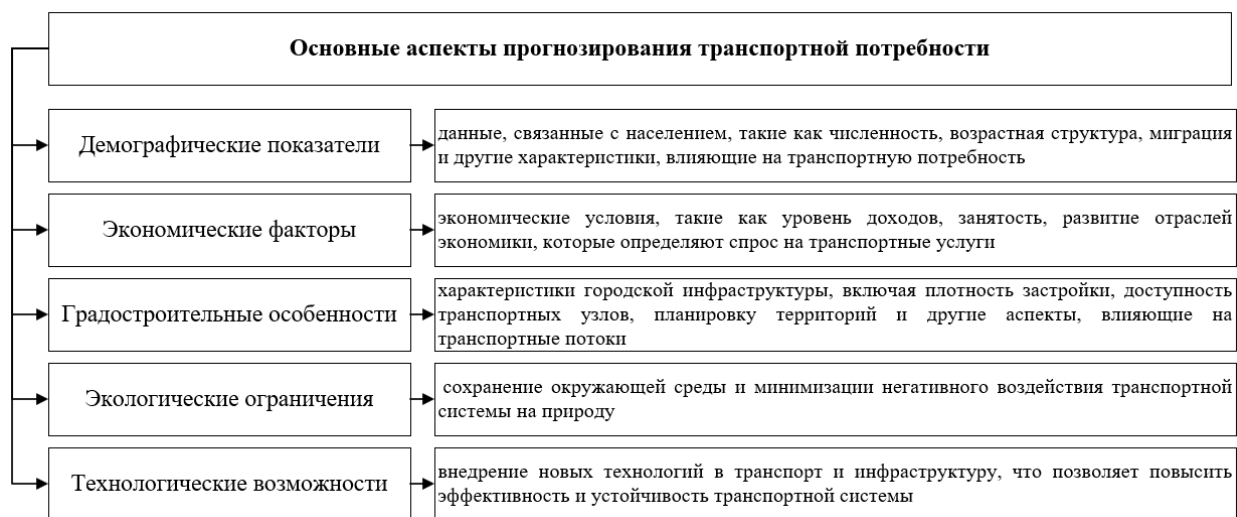 Основные аспекты прогнозирования транспортной потребности
Демографические показатели
данные, связанные с населением, такие как численность, возрастная структура, миграция
и другие характеристики, влияющие на транспортную потребность
Экономические факторы
экономические условия, такие как уровень доходов, занятость, развитие отраслей
экономики, которые определяют спрос на транспортные услуги
Градостроительные особенности
характеристики городской инфраструктуры, включая плотность застройки, доступность
транспортных узлов, планировку территорий и другие аспекты, влияющие на
транспортные потоки
Экологические ограничения
сохранение окружающей среды и минимизации негативного воздействия транспортной
системы на природу
Технологические возможности
внедрение новых технологий в транспорт и инфраструктуру, что позволяет повысить
эффективность и устойчивость транспортной системы